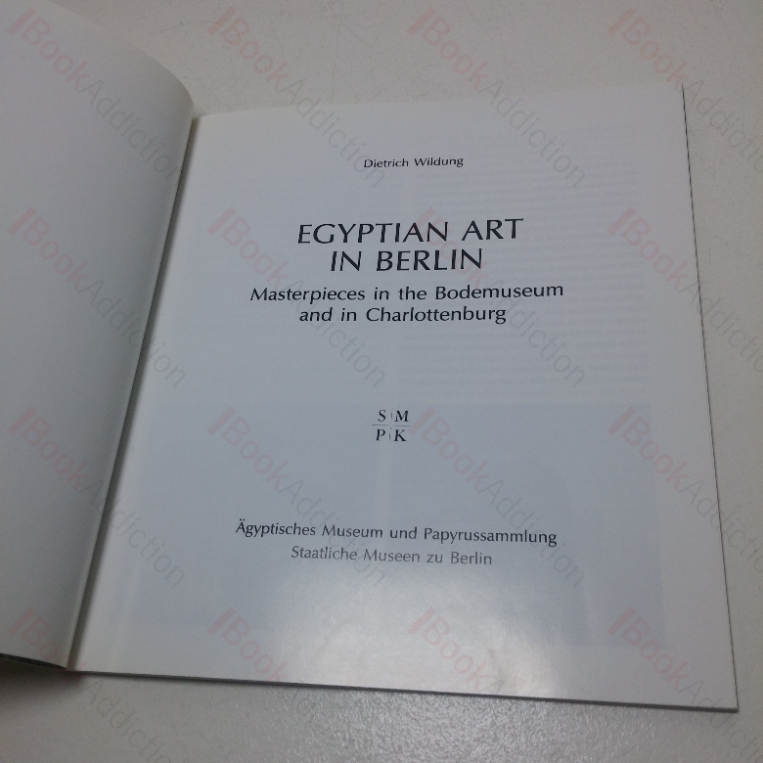 Dietrich Wildung
EGYPTIAN ART
IN BERLIN
Masterpieces in the Bodemuseum
and in Charlottenburg
S M
P K
Ägyptisches Museum und Papyrussammlung
Staatliche Museen zu Berlin
BookAddiction